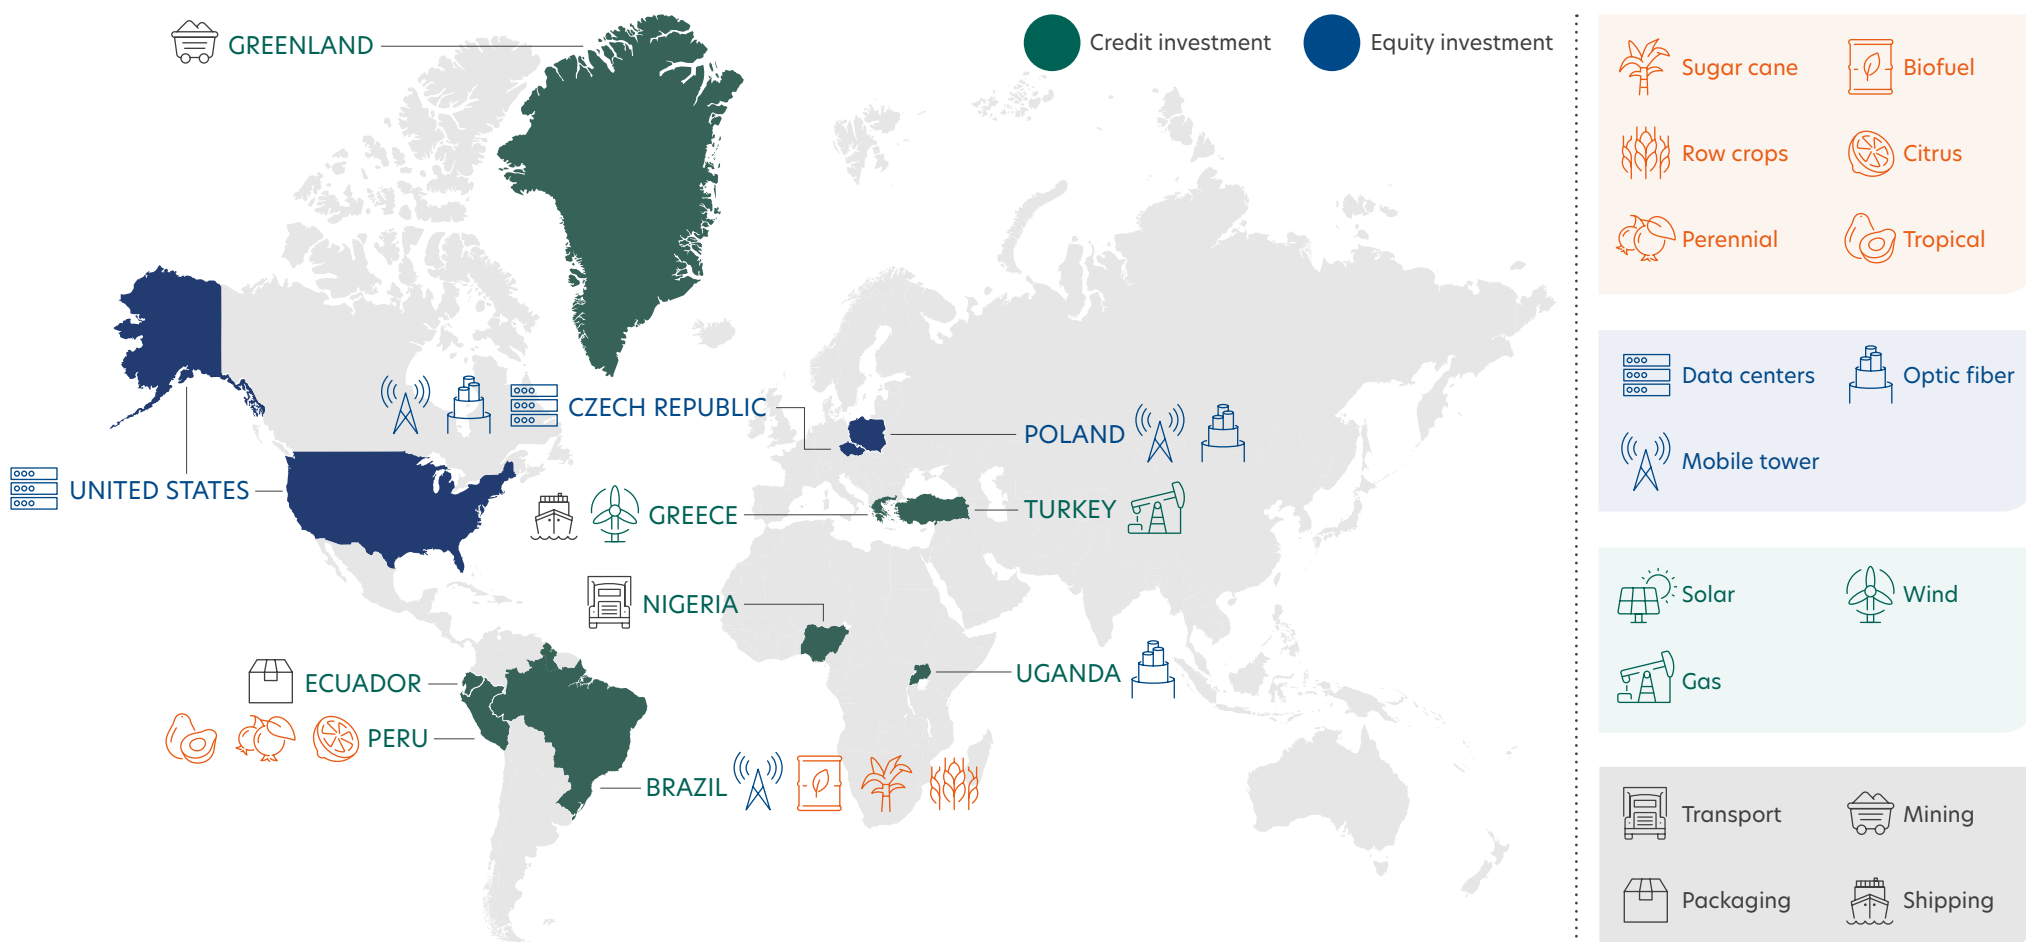 GREENLAND
Credit investment
Equity investment
CZECH REPUBLIC
POLAND
UNITED STATES
GREECE
TURKEY
NIGERIA
ECUADOR
UGANDA
PERU
BRAZIL
Sugar cane
Biofuel
Row crops
Citrus
Perennial
Tropical
Data centers
Optic fiber
Mobile tower
Solar
Wind
Gas
Transport
Mining
Packaging
Shipping